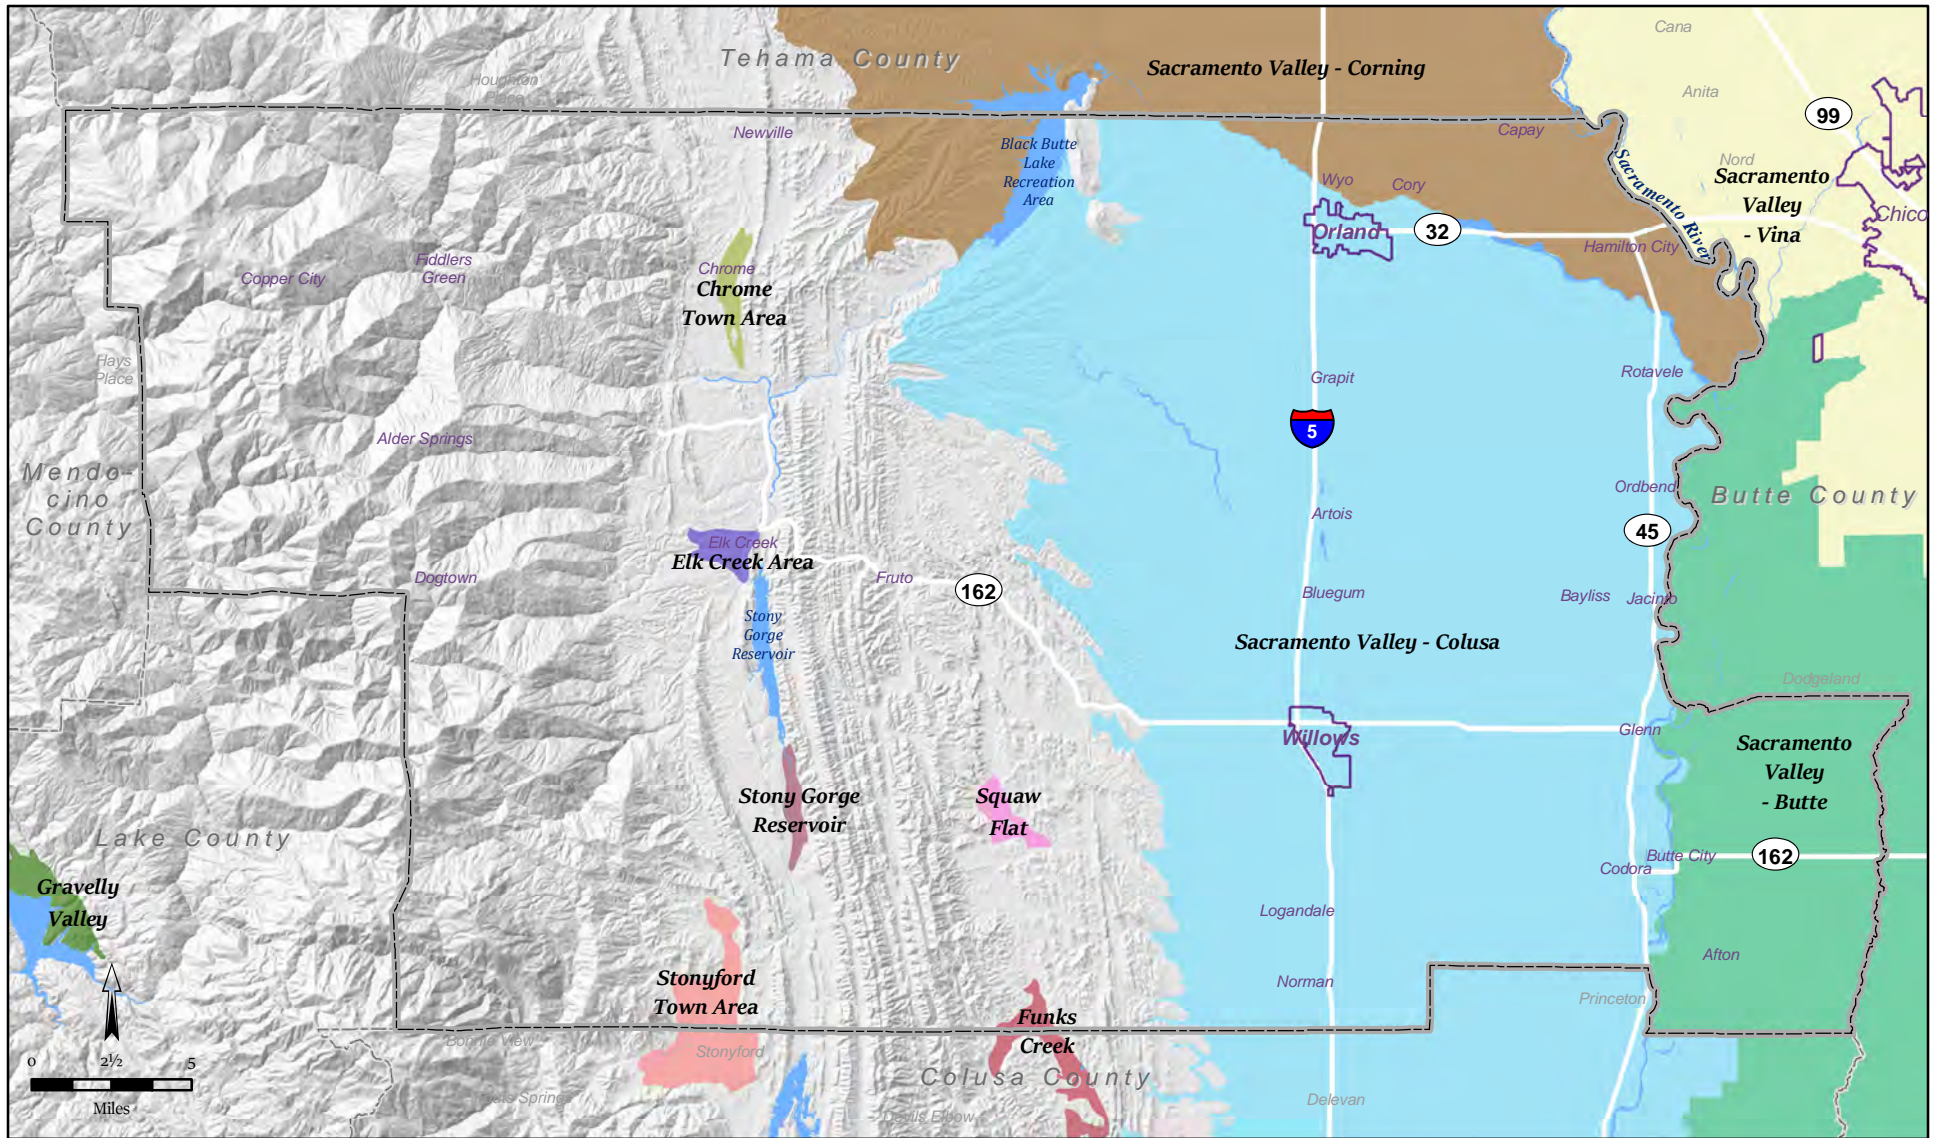 Cana
Tehama County
Sacramento Valley - Corning
Houghton
Place
Anita
99
Newville
Capay
Black Butte
Lake
Recreation
Area
Nord
Sacramento
Valley
- Vina
Wyo
Cory
Sacramento River
Chico
Orland
32
Hamilton City
Fiddlers
Green
Copper City
Chrome
Chrome
Town Area
Hays
Place
Grapit
Rotavele
5
Alder Springs
Mendo-
cino
County
Ordbend
Butte County
Artois
45
Elk Creek
Elk Creek Area
Dogtown
Fruto
162
Bluegum
Bayliss
Jacinto
Stony
Gorge
Reservoir
Sacramento Valley - Colusa
Dodgeland
Glenn
Willows
Sacramento
Valley
- Butte
Stony Gorge
Reservoir
Squaw
Flat
Lake County
Butte City
162
Codora
Gravelly
Valley
Logandale
Afton
Stonyford
Town Area
Norman
Princeton
Funks
Creek
Bonnie View
Stonyford
0
2½
5
Miles
Colusa County
Springs
Delevan
Devils Elbow